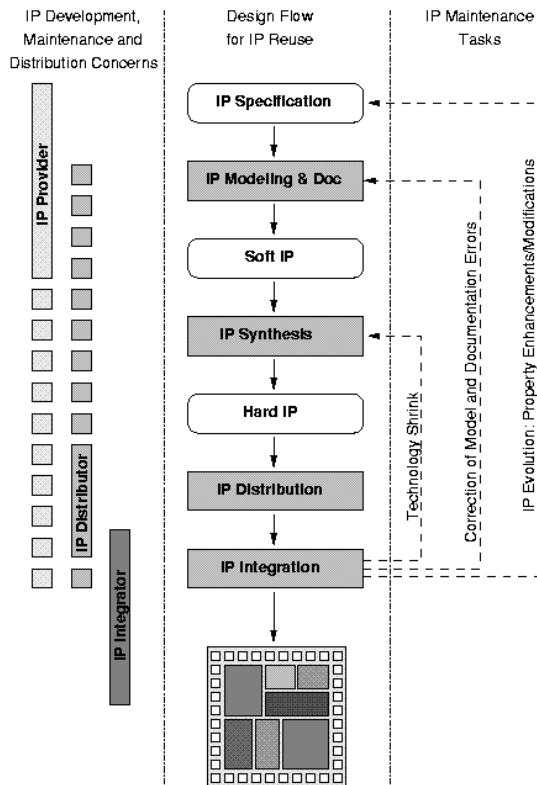 IP Development,
Maintenance and
Distribution Concerns
Design Flow
for IP Reuse
IP Maintenance
Tasks
IP Provider
IP Distributor
IP Integrator
IP Specification
IP Modeling & Doc
Soft IP
IP Synthesis
Hard IP
IP Distribution
IP Integration
Technology Shrink
Correction of Model and Documentation Errors
IP Evolution: Property Enhancements/Modifications